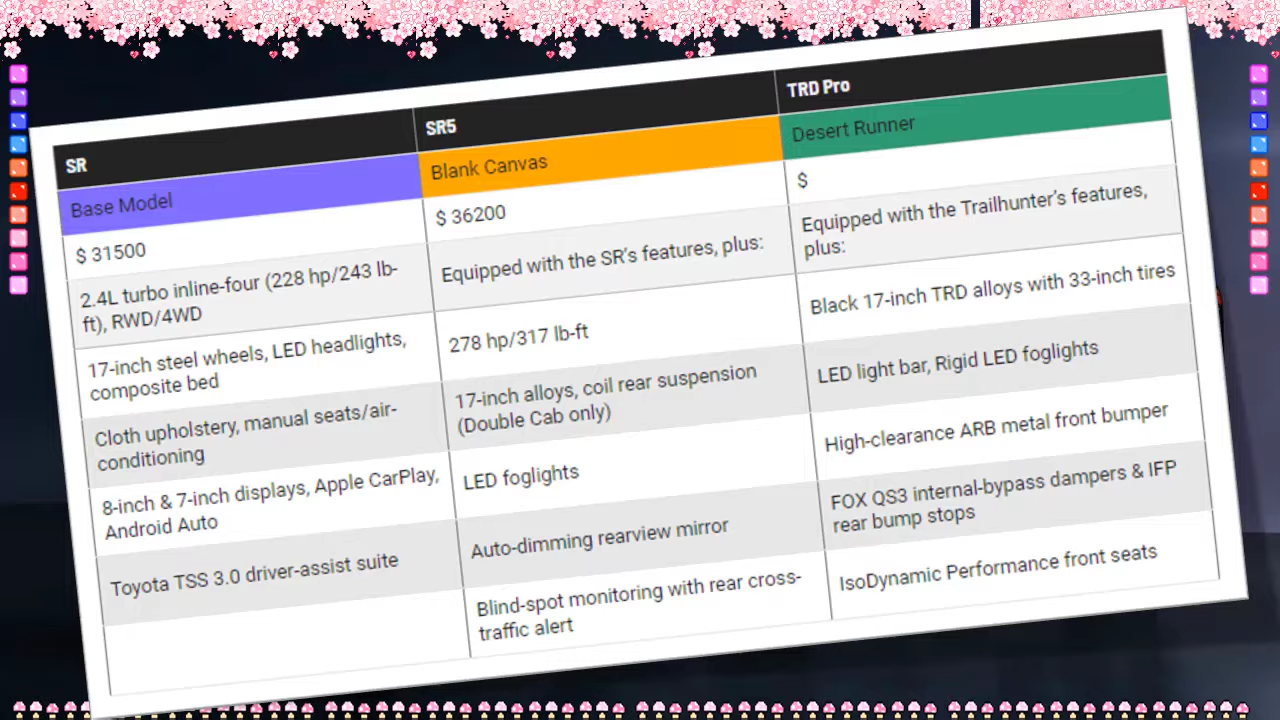 SR
SR5
TRD Pro
Base Model
Blank Canvas
Desert Runner
$ 31500
$ 36200
$
2.4L turbo inline-four (228 hp/243 lb-
ft), RWD/4WD
Equipped with the SR's features, plus:
Equipped with the Trailhunter's features,
plus:
17-inch steel wheels, LED headlights,
composite bed
278 hp/317 lb-ft
Black 17-inch TRD alloys with 33-inch tires
Cloth upholstery, manual seats/air-
conditioning
17-inch alloys, coil rear suspension
(Double Cab only)
LED light bar, Rigid LED foglights
8-inch & 7-inch displays, Apple CarPlay,
Android Auto
LED foglights
High-clearance ARB metal front bumper
Toyota TSS 3.0 driver-assist suite
Auto-dimming rearview mirror
FOX QS3 internal-bypass dampers & IFP
rear bump stops
Blind-spot monitoring with rear cross-
traffic alert
IsoDynamic Performance front seats